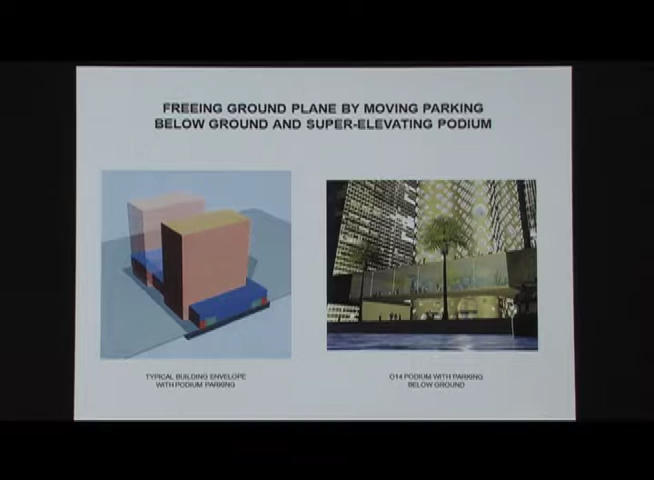 FREEING GROUND PLANE BY MOVING PARKING
BELOW GROUND AND SUPER-ELEVATING PODIUM
TYPICAL BUILDING ENVELOPE
WITH PODIUM PARKING
O14 PODIUM WITH PARKING
BELOW GROUND